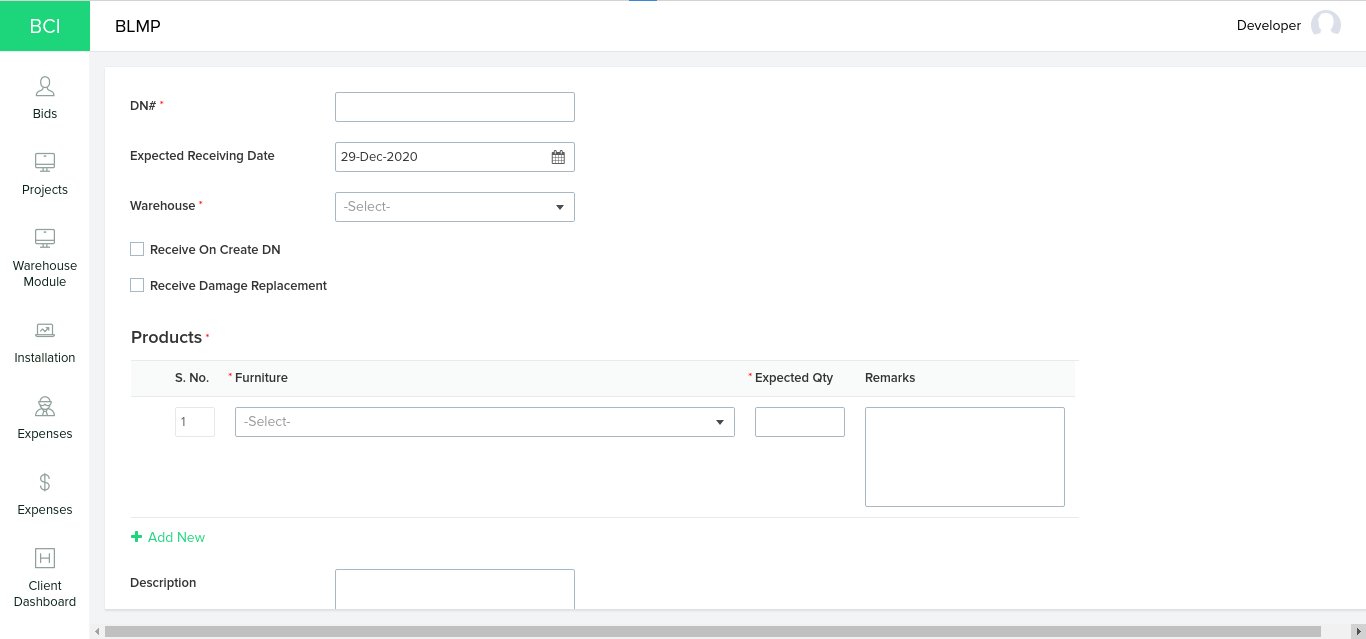 BCI
BLMP
Developer
Bids
Projects
Warehouse
Module
Installation
Expenses
Expenses
Client
Dashboard
DN# *
Expected Receiving Date
29-Dec-2020
Warehouse *
-Select-
Receive On Create DN
Receive Damage Replacement
Products *
S. No. * Furniture * Expected Qty Remarks
1 -Select-
+ Add New
Description